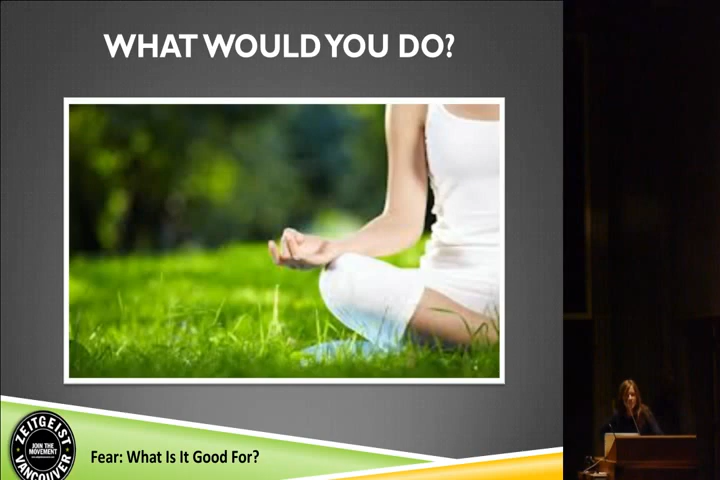 WHAT WOULD YOU DO?
ZEITGEIST
JOIN THE
MOVEMENT
VANCOUVER
Fear: What Is It Good For?